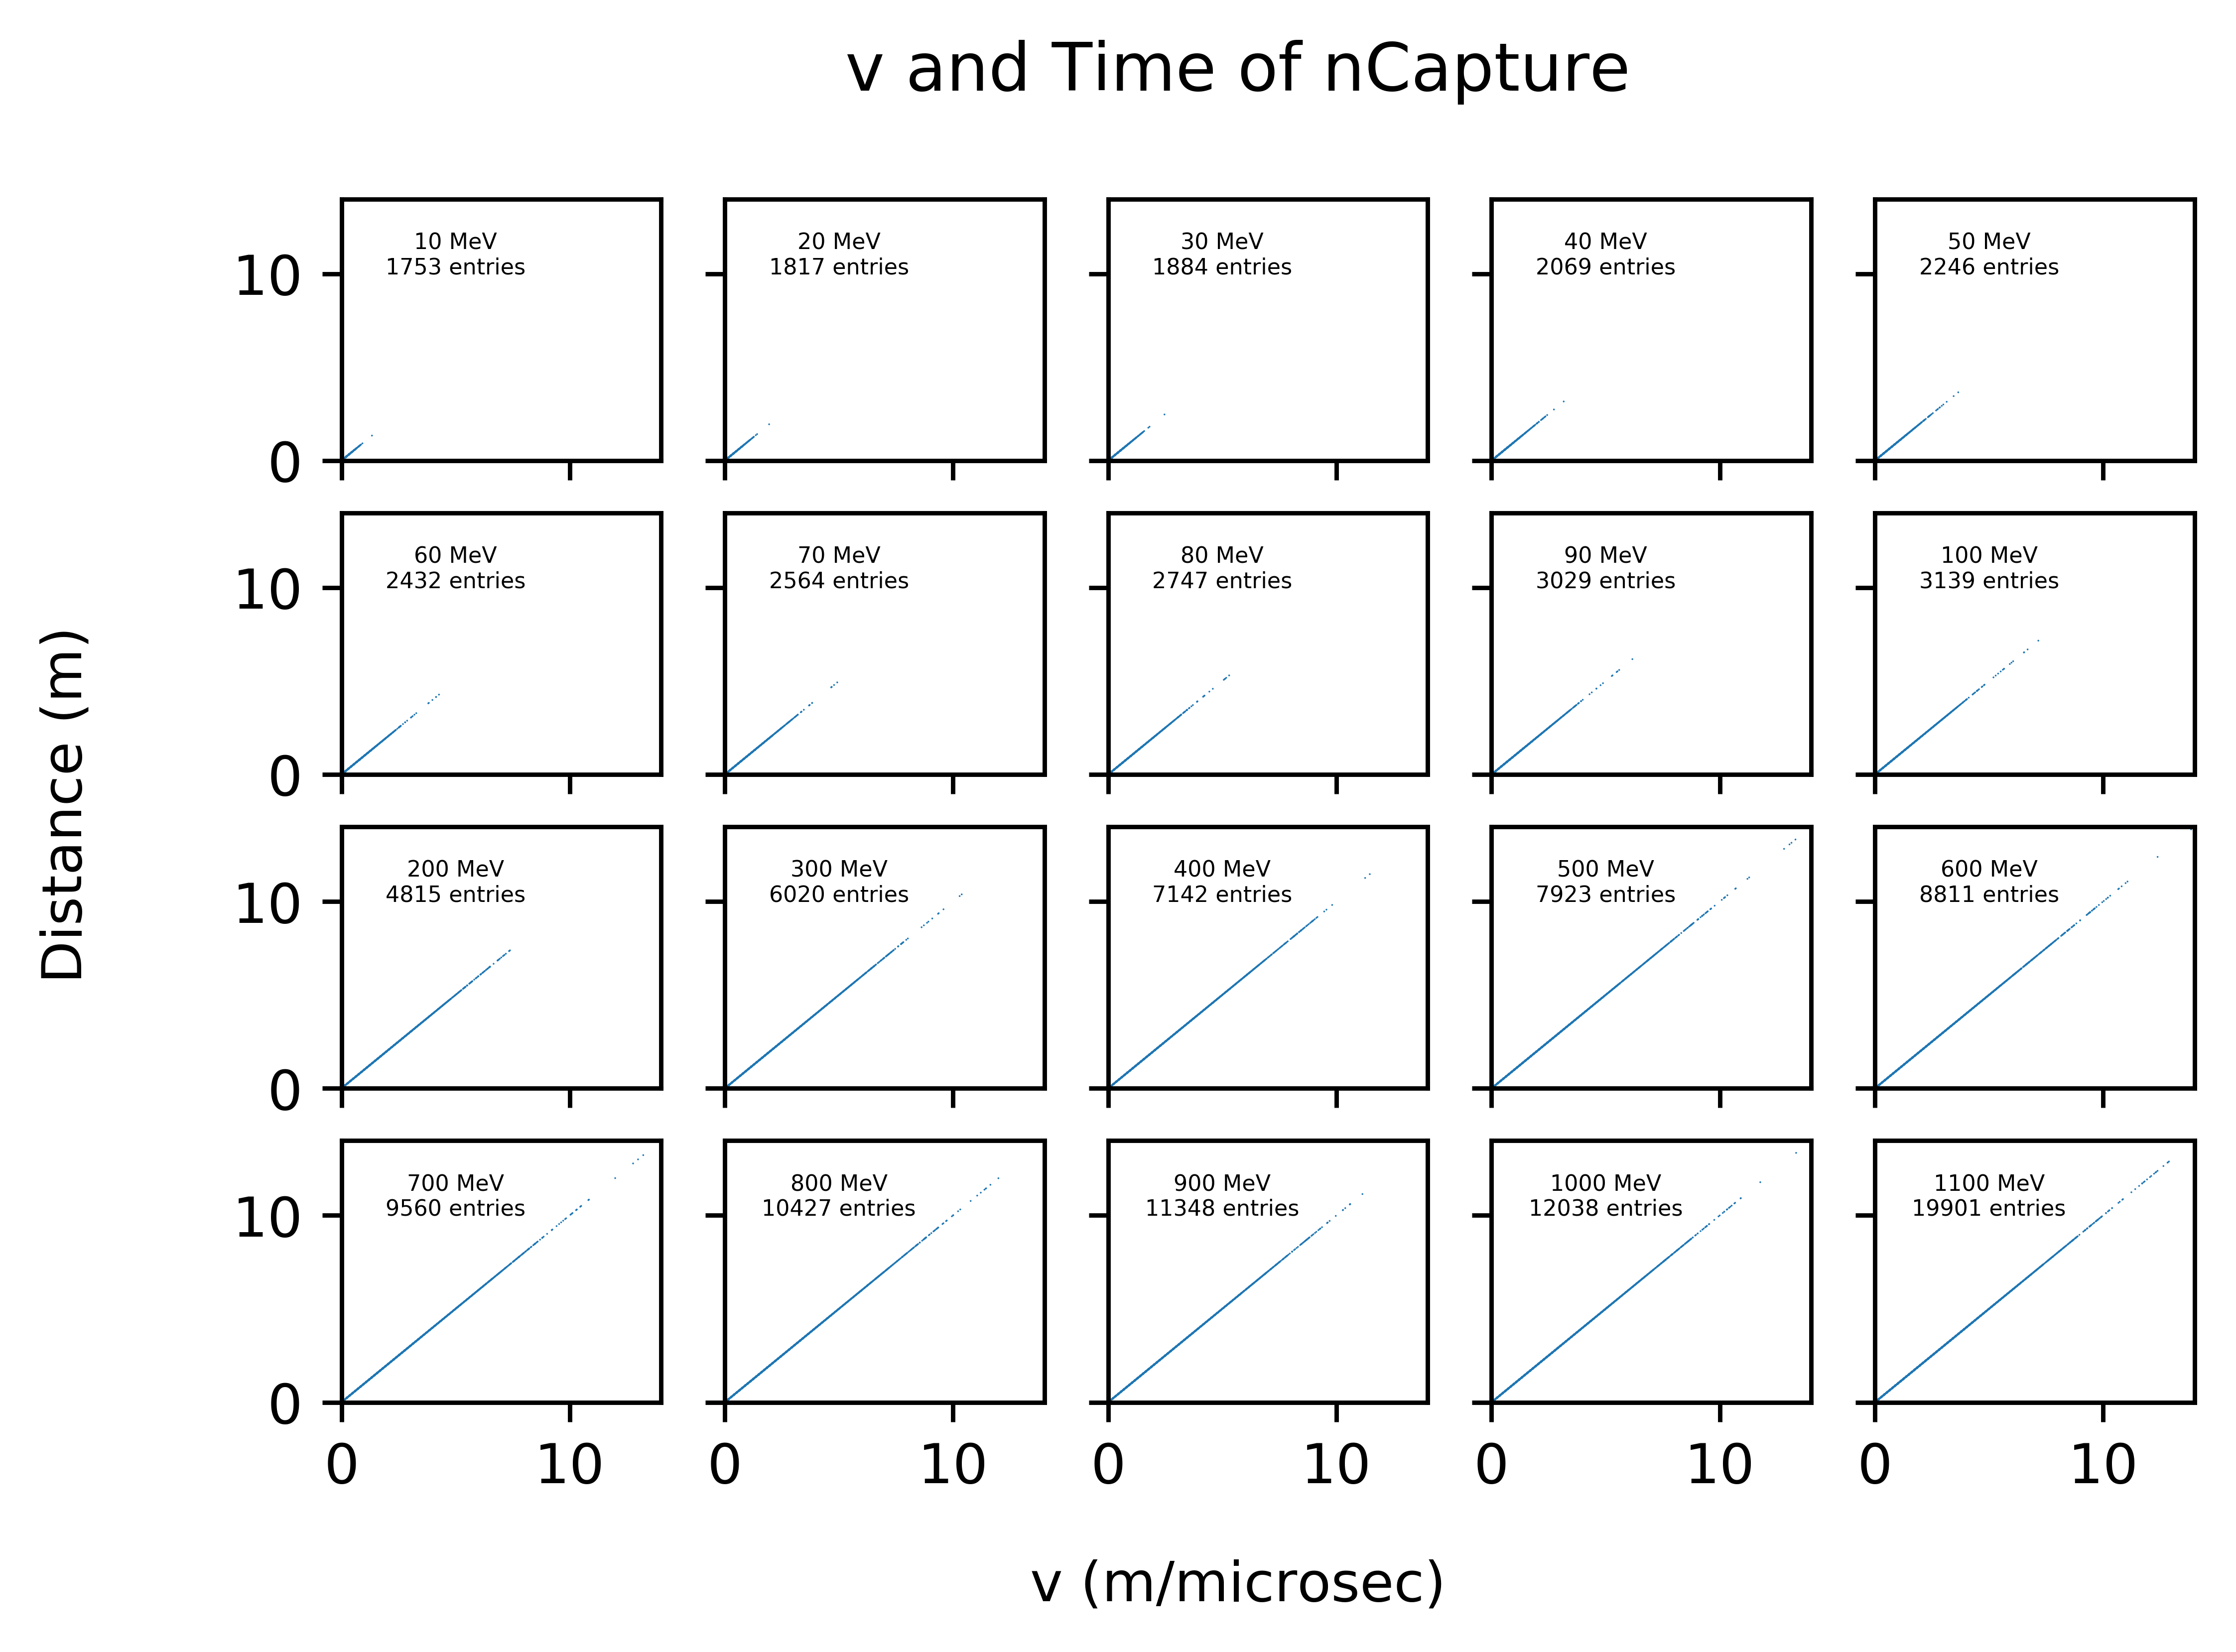 v and Time of nCapture
Distance (m)
10
0
10 MeV
1753 entries
20 MeV
1817 entries
30 MeV
1884 entries
40 MeV
2069 entries
50 MeV
2246 entries
10
0
60 MeV
2432 entries
70 MeV
2564 entries
80 MeV
2747 entries
90 MeV
3029 entries
100 MeV
3139 entries
10
0
200 MeV
4815 entries
300 MeV
6020 entries
400 MeV
7142 entries
500 MeV
7923 entries
600 MeV
8811 entries
10
0
700 MeV
9560 entries
800 MeV
10427 entries
900 MeV
11348 entries
1000 MeV
12038 entries
1100 MeV
19901 entries
0 10 0 10 0 10 0 10 0 10
v (m/microsec)